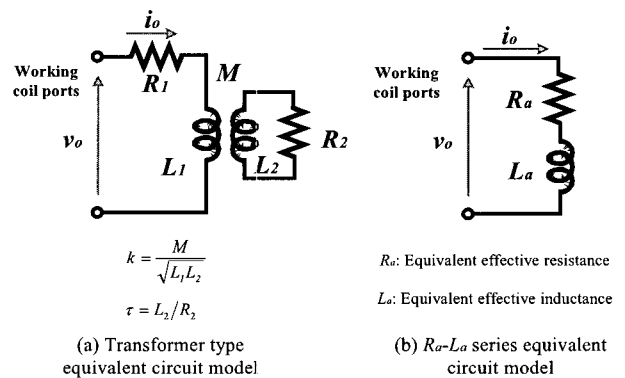 (a)
iₒ
Working
coil ports
vₒ
R₁
M
L₁
L₂
R₂
k = M / √L₁L₂
τ = L₂/R₂
(a) Transformer type
equivalent circuit model
(b)
iₒ
Working
coil ports
vₒ
Rₐ
Lₐ
Rₐ: Equivalent effective resistance
Lₐ: Equivalent effective inductance
(b) Rₐ-Lₐ series equivalent
circuit model